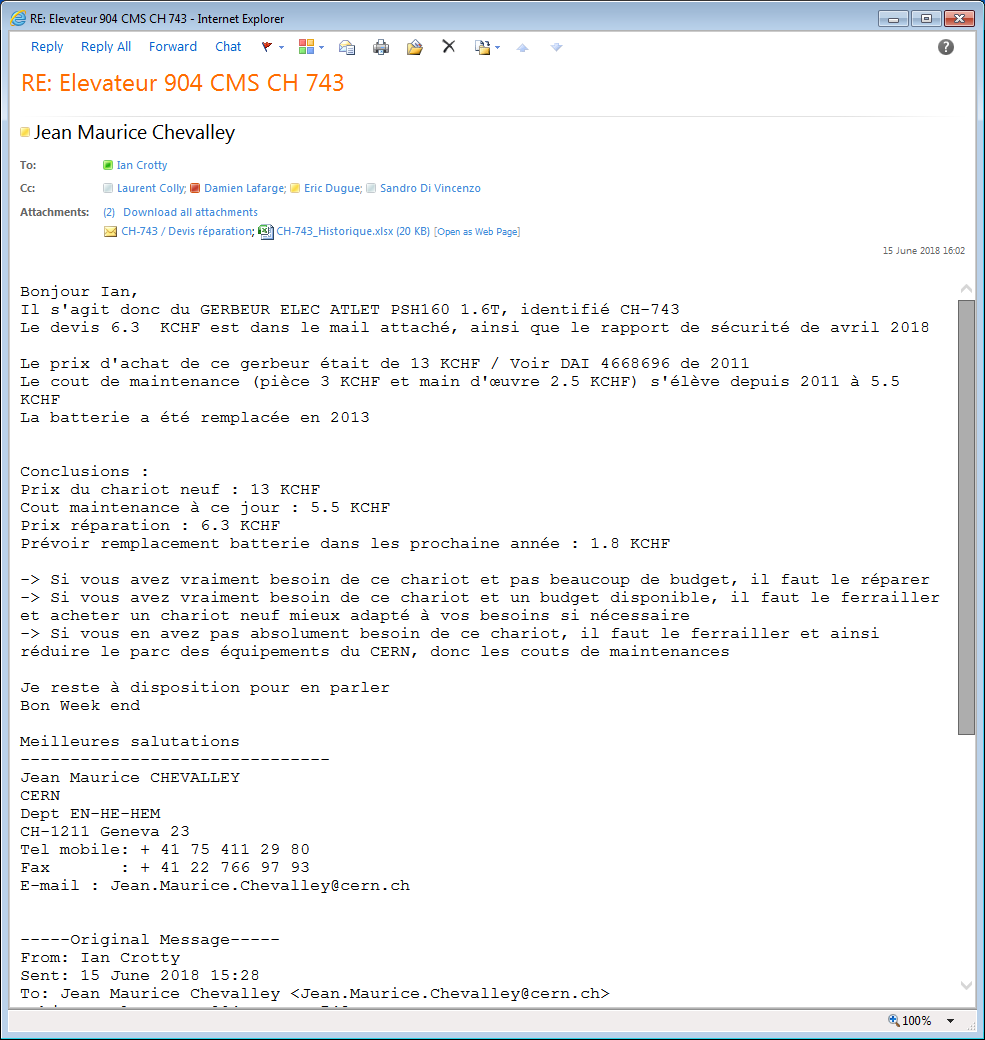 RE: Elevateur 904 CMS CH 743 - Internet Explorer
Reply Reply All Forward Chat
RE: Elevateur 904 CMS CH 743
Jean Maurice Chevalley
To: Ian Crotty
Cc: Laurent Colly; Damien Lafarge; Eric Dugue; Sandro Di Vincenzo
Attachments: (2) Download all attachments
CH-743 / Devis réparation; CH-743_Historique.xlsx (20 KB) [Open as Web Page]
15 June 2018 16:02
Bonjour Ian,
Il s'agit donc du GERBEUR ELEC ATLET PSH160 1.6T, identifié CH-743
Le devis 6.3  KCHF est dans le mail attaché, ainsi que le rapport de sécurité de avril 2018
Le prix d'achat de ce gerbeur était de 13 KCHF / Voir DAI 4668696 de 2011
Le cout de maintenance (pièce 3 KCHF et main d'œuvre 2.5 KCHF) s'élève depuis 2011 à 5.5
KCHF
La batterie a été remplacée en 2013
Conclusions :
Prix du chariot neuf : 13 KCHF
Cout maintenance à ce jour : 5.5 KCHF
Prix réparation : 6.3 KCHF
Prévoir remplacement batterie dans les prochaine année : 1.8 KCHF
-> Si vous avez vraiment besoin de ce chariot et pas beaucoup de budget, il faut le réparer
-> Si vous avez vraiment besoin de ce chariot et un budget disponible, il faut le ferrailler
et acheter un chariot neuf mieux adapté à vos besoins si nécessaire
-> Si vous en avez pas absolument besoin de ce chariot, il faut le ferrailler et ainsi
réduire le parc des équipements du CERN, donc les couts de maintenances
Je reste à disposition pour en parler
Bon Week end
Meilleures salutations
-------------------------------
Jean Maurice CHEVALLEY
CERN
Dept EN-HE-HEM
CH-1211 Geneva 23
Tel mobile: + 41 75 411 29 80
Fax       : + 41 22 766 97 93
E-mail : Jean.Maurice.Chevalley@cern.ch
-----Original Message-----
From: Ian Crotty
Sent: 15 June 2018 15:28
To: Jean Maurice Chevalley <Jean.Maurice.Chevalley@cern.ch>
100%